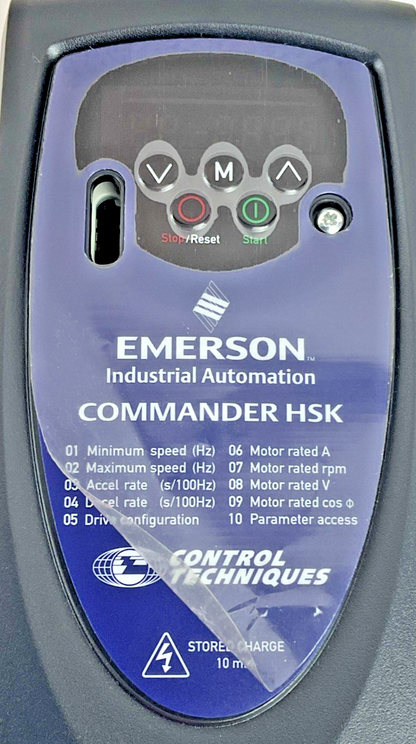 M
Stop/Reset Start
EMERSON™
Industrial Automation
COMMANDER HSK
01 Minimum speed (Hz) 06 Motor rated A
02 Maximum speed (Hz) 07 Motor rated rpm
03 Accel rate (s/100Hz) 08 Motor rated V
04 Decel rate (s/100Hz) 09 Motor rated cos ϕ
05 Drive configuration 10 Parameter access
CONTROL
TECHNIQUES
STORED CHARGE
10